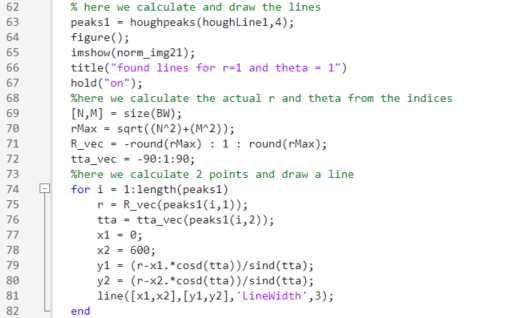 62 % here we calculate and draw the lines
63 peaks1 = houghpeaks(houghLine1,4);
64 figure();
65 imshow(norm_img21);
66 title("found lines for r=1 and theta = 1")
67 hold("on");
68 %here we calculate the actual r and theta from the indices
69 [N,M] = size(BW);
70 rMax = sqrt((N^2)+(M^2));
71 R_vec = -round(rMax) : 1 : round(rMax);
72 tta_vec = -90:1:90;
73 %here we calculate 2 points and draw a line
74 for i = 1:length(peaks1)
75 r = R_vec(peaks1(i,1));
76 tta = tta_vec(peaks1(i,2));
77 x1 = 0;
78 x2 = 600;
79 y1 = (r-x1.*cosd(tta))/sind(tta);
80 y2 = (r-x2.*cosd(tta))/sind(tta);
81 line([x1,x2],[y1,y2],'LineWidth',3);
82 end